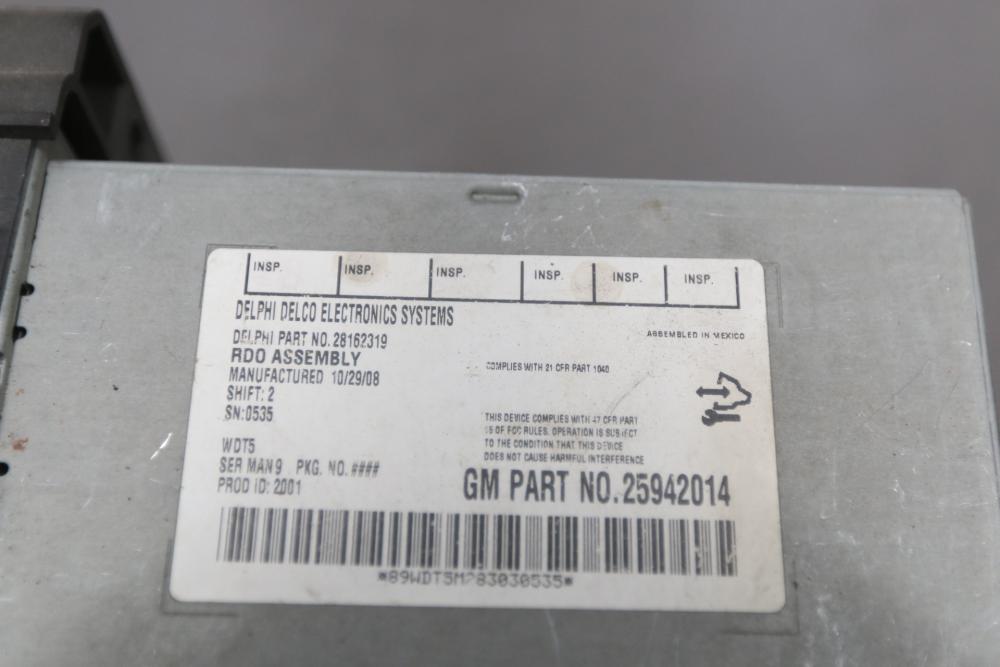 INSP. INSP. INSP. INSP. INSP. INSP.
DELPHI DELCO ELECTRONICS SYSTEMS
DELPHI PART NO. 28162319
RDO ASSEMBLY
MANUFACTURED 10/29/08
SHIFT: 2
SN:0535
WDT5
SER MAN9 PKG. NO. ####
PROD ID: 2001
ASSEMBLED IN MEXICO
COMPLIES WITH 21 CFR PART 1040
THIS DEVICE COMPLIES WITH 47 CFR PART
15 OF FCC RULES. OPERATION IS SUBJECT
TO THE CONDITION THAT THIS DEVICE
DOES NOT CAUSE HARMFUL INTERFERENCE
GM PART NO. 25942014
*89WDT5M283030535*